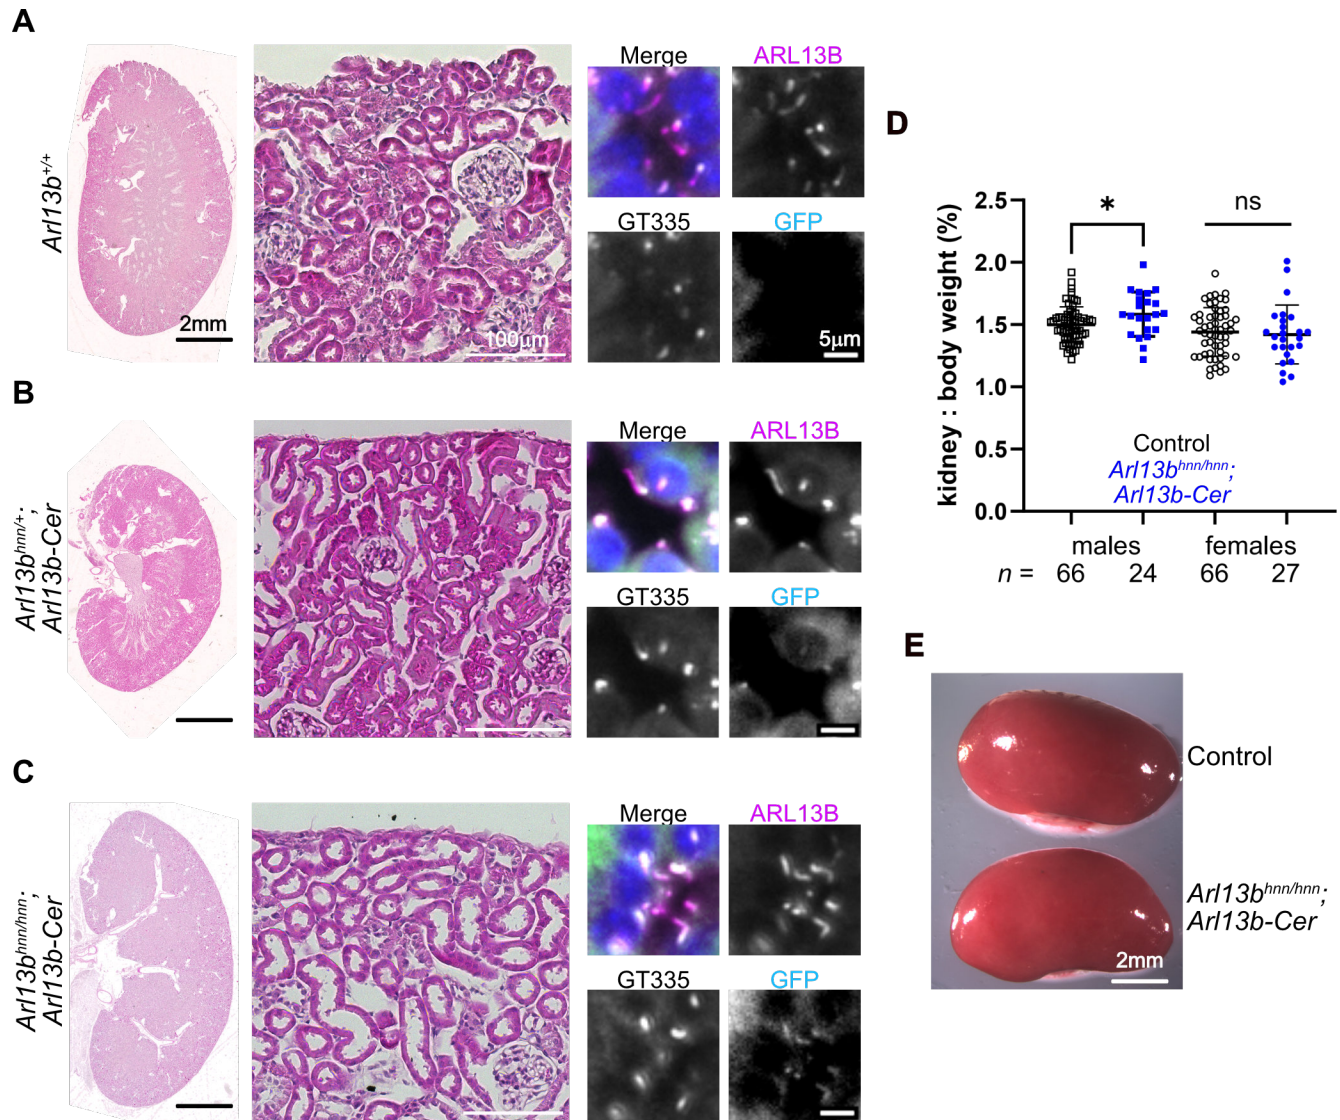 A
Arl13b+/+
2mm
100µm
Merge
ARL13B
GT335
GFP
5µm
B
Arl13bhnn/+;
Arl13b-Cer
Merge
ARL13B
GT335
GFP
C
Arl13bhnn/hnn;
Arl13b-Cer
Merge
ARL13B
GT335
GFP
D
kidney : body weight (%)
2.5
2.0
1.5
1.0
0.5
0.0
*
ns
Control
Arl13bhnn/hnn;
Arl13b-Cer
males females
n = 66 24 66 27
E
Control
Arl13bhnn/hnn;
Arl13b-Cer
2mm